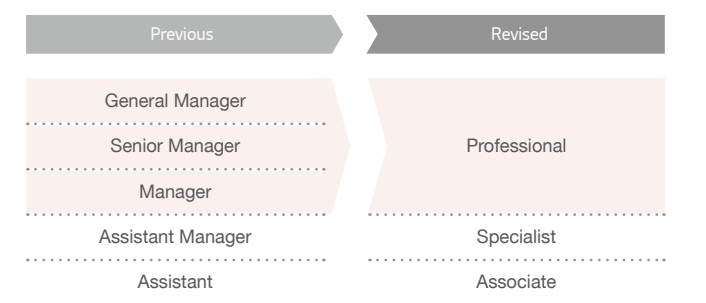 Previous
Revised
General Manager
Senior Manager
Professional
Manager
Assistant Manager
Specialist
Assistant
Associate